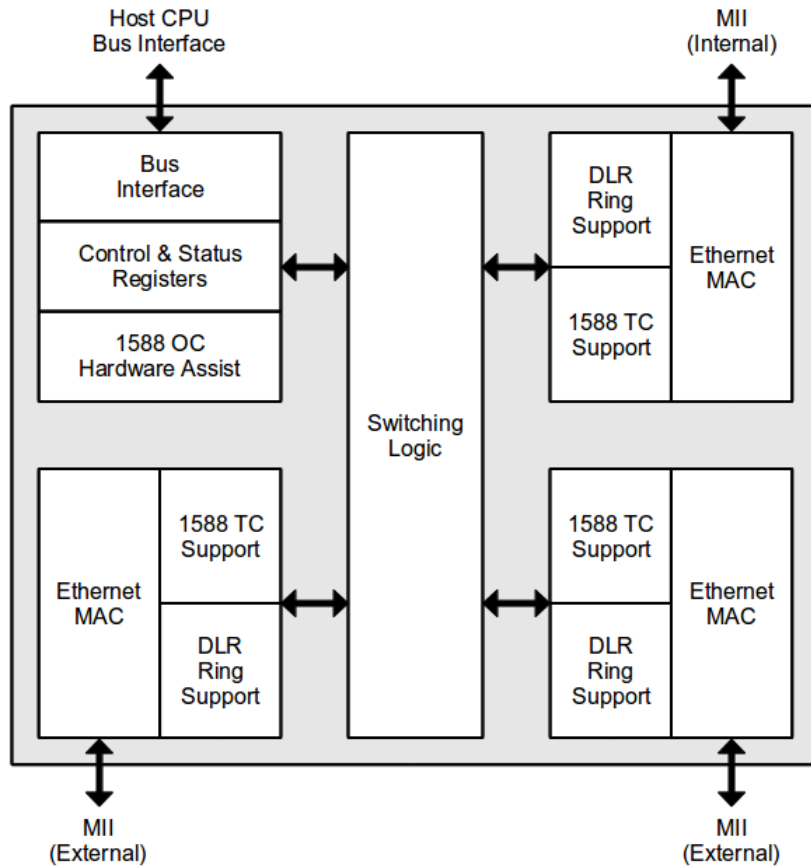 Host CPU
Bus Interface
MII
(Internal)
Bus
Interface
Control & Status
Registers
1588 OC
Hardware Assist
Switching
Logic
DLR
Ring
Support
1588 TC
Support
Ethernet
MAC
Ethernet
MAC
1588 TC
Support
DLR
Ring
Support
1588 TC
Support
DLR
Ring
Support
Ethernet
MAC
MII
(External)
MII
(External)